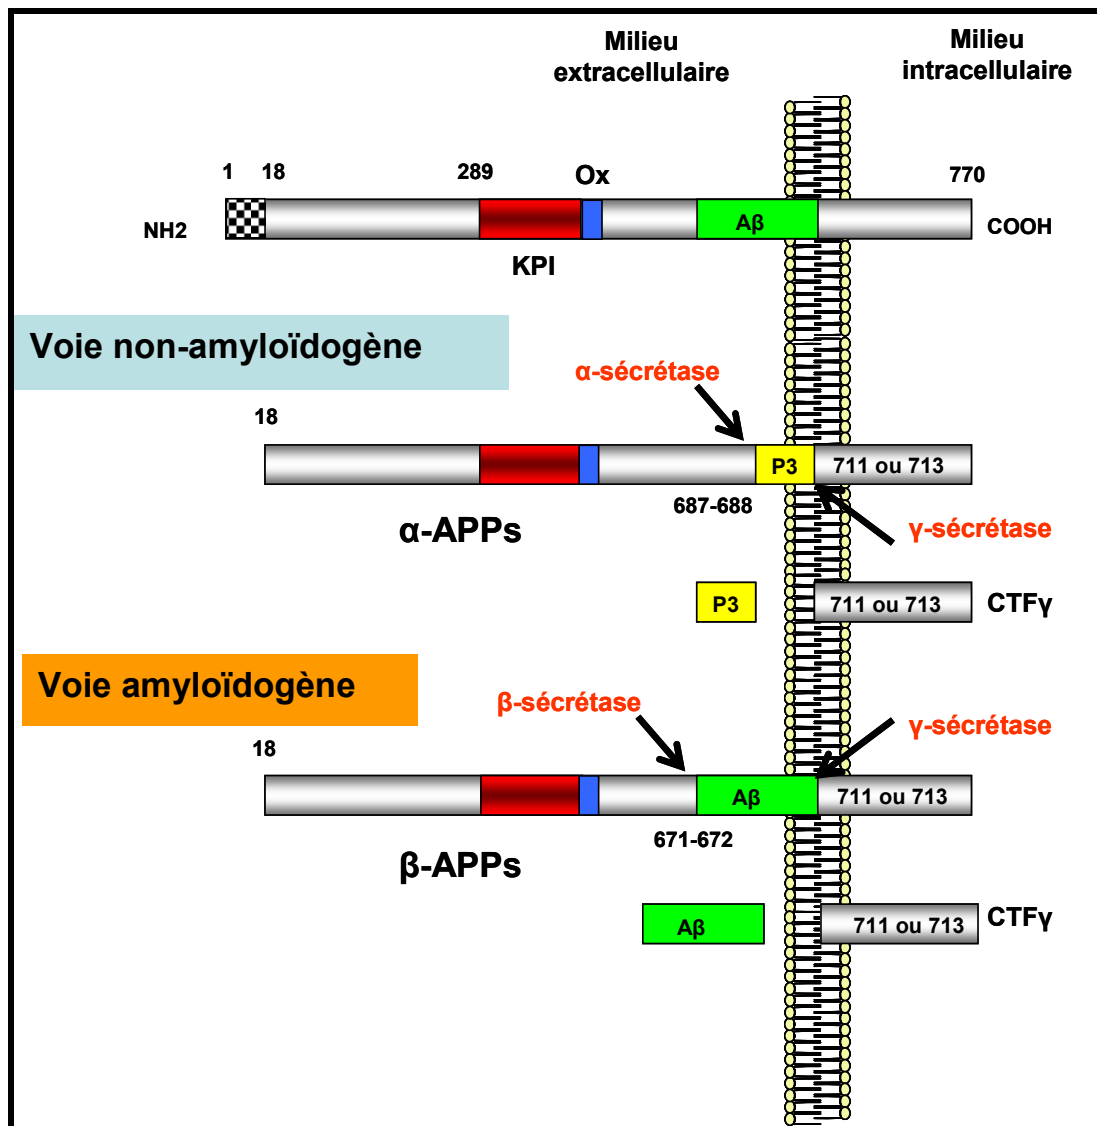 Milieu
extracellulaire
Milieu
intracellulaire
1 18 289 Ox 770
NH2 Aβ COOH
KPI
Voie non-amyloïdogène
α-sécrétase
18
P3 711 ou 713
687-688
α-APPs
γ-sécrétase
P3 711 ou 713 CTFγ
Voie amyloïdogène
β-sécrétase
γ-sécrétase
18
Aβ 711 ou 713
671-672
β-APPs
Aβ 711 ou 713 CTFγ